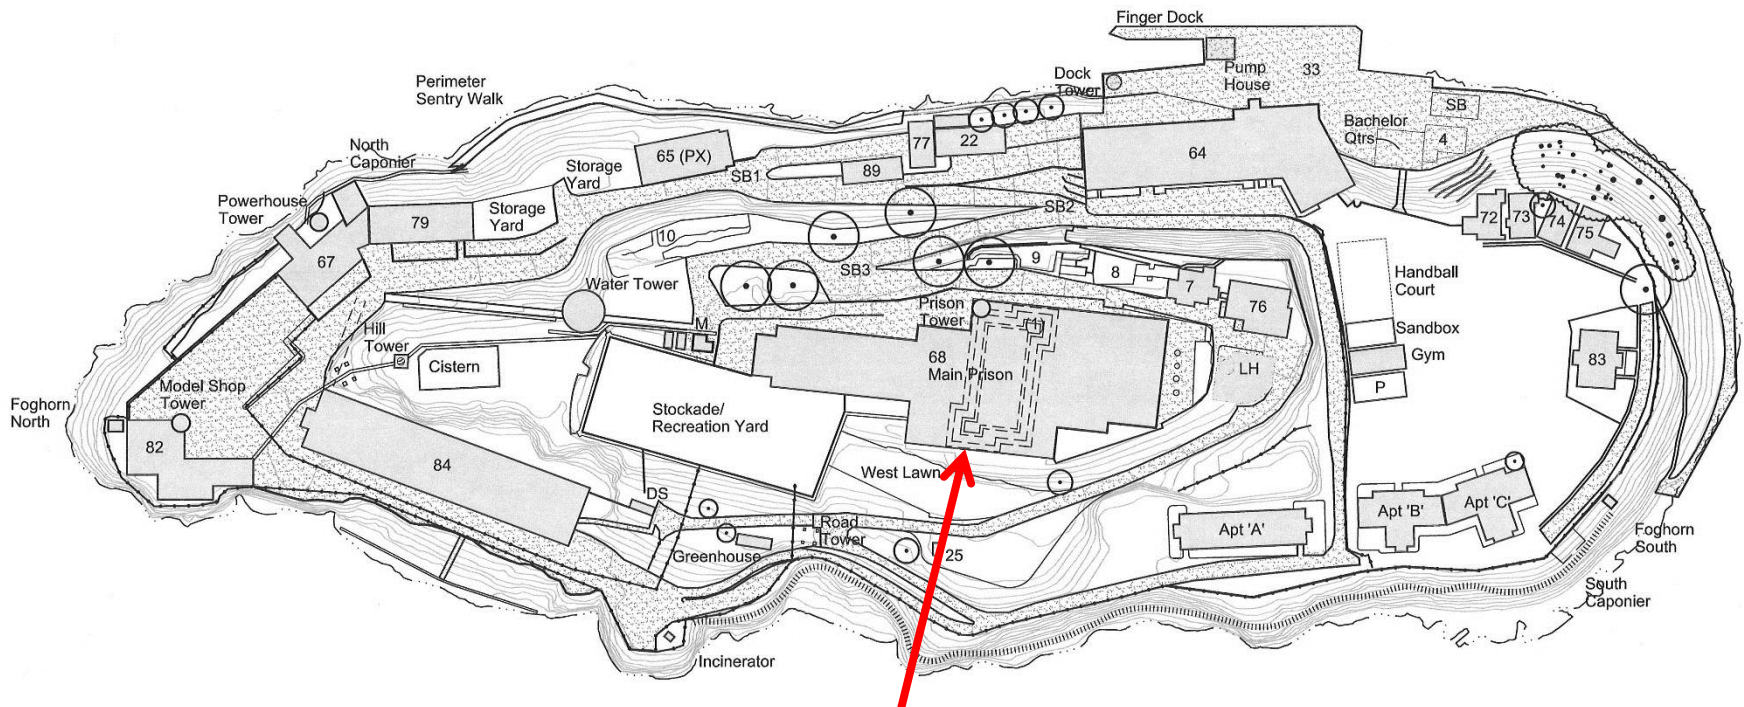 Finger Dock
Perimeter
Sentry Walk
Dock
Tower
Pump
House
33
SB
Bachelor
Qtrs
4
North
Caponier
Storage
Yard
65 (PX)
77
22
64
SB1
89
Powerhouse
Tower
79
Storage
Yard
SB2
72
73
74
75
10
67
SB3
9
8
7
76
Water Tower
Handball
Court
Hill
Tower
M
Prison
Tower
1
Sandbox
Gym
P
83
Cistern
68
Main Prison
LH
Model Shop
Tower
Foghorn
North
Stockade/
Recreation Yard
82
84
West Lawn
DS
Road
Tower
Greenhouse
25
Apt 'A'
Apt 'B'
Apt 'C'
Foghorn
South
South
Caponier
Incinerator